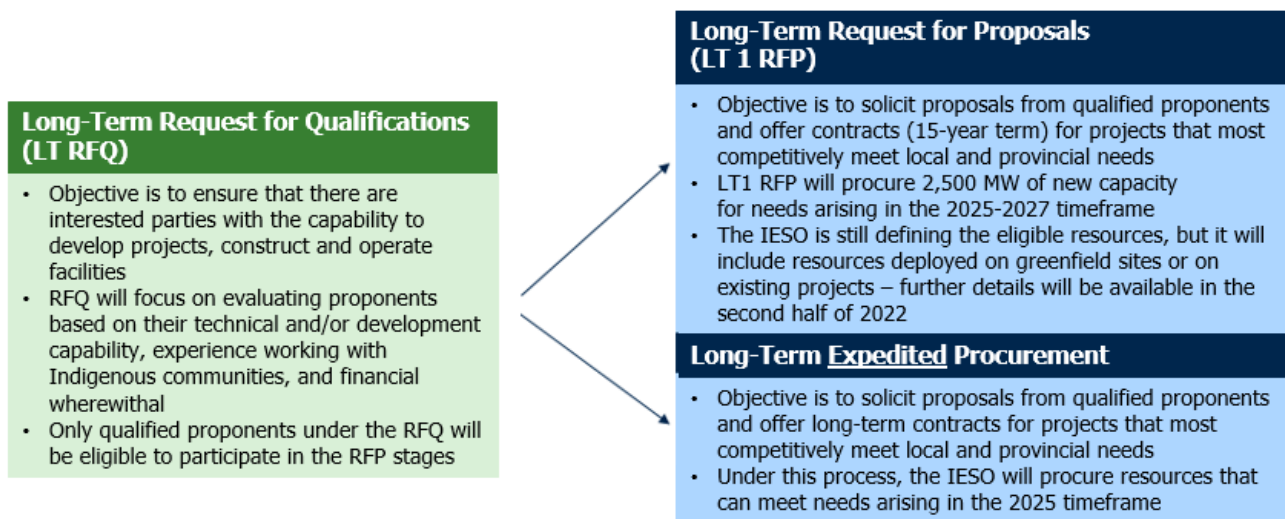 Long-Term Request for Qualifications
(LT RFQ)
• Objective is to ensure that there are
interested parties with the capability to
develop projects, construct and operate
facilities
• RFQ will focus on evaluating proponents
based on their technical and/or development
capability, experience working with
Indigenous communities, and financial
wherewithal
• Only qualified proponents under the RFQ will
be eligible to participate in the RFP stages
Long-Term Request for Proposals
(LT 1 RFP)
• Objective is to solicit proposals from qualified proponents
and offer contracts (15-year term) for projects that most
competitively meet local and provincial needs
• LT1 RFP will procure 2,500 MW of new capacity
for needs arising in the 2025-2027 timeframe
• The IESO is still defining the eligible resources, but it will
include resources deployed on greenfield sites or on
existing projects – further details will be available in the
second half of 2022
Long-Term Expedited Procurement
• Objective is to solicit proposals from qualified proponents
and offer long-term contracts for projects that most
competitively meet local and provincial needs
• Under this process, the IESO will procure resources that
can meet needs arising in the 2025 timeframe